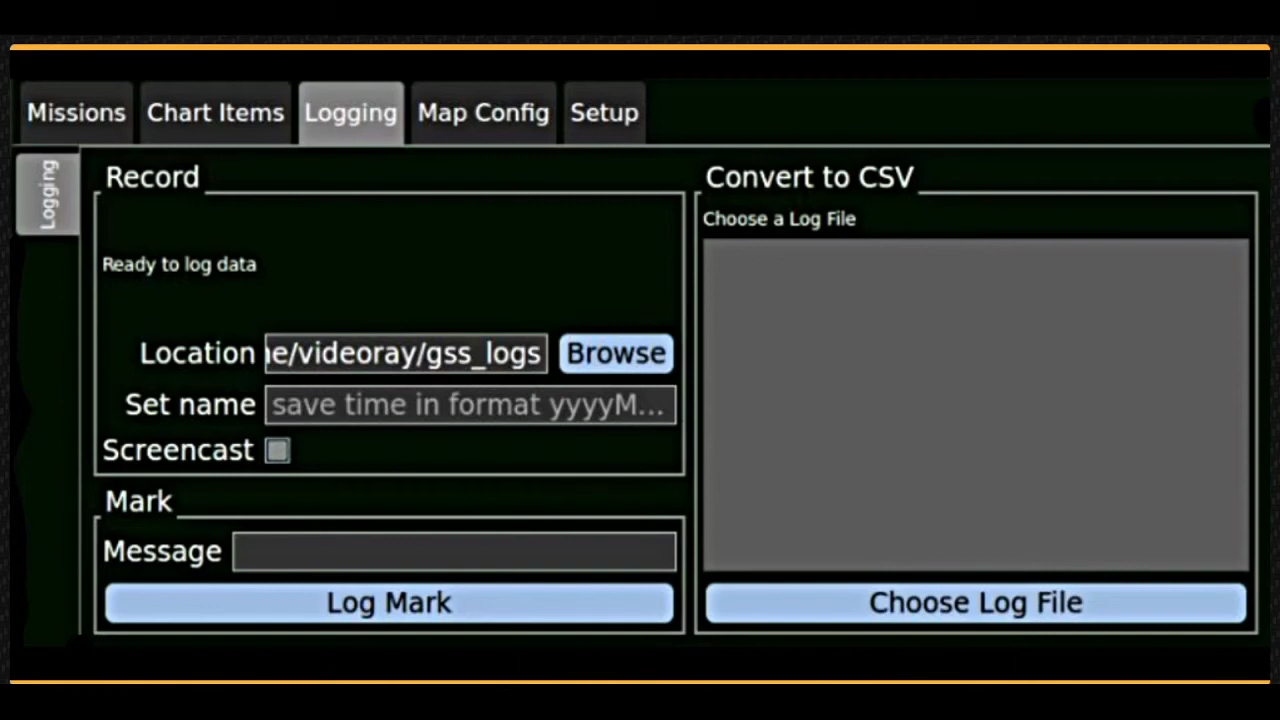 Missions Chart Items Logging Map Config Setup
Logging
Record
Ready to log data
Location ne/videoray/gss_logs Browse
Set name save time in format yyyyM...
Screencast
Mark
Message
Log Mark
Convert to CSV
Choose a Log File
Choose Log File